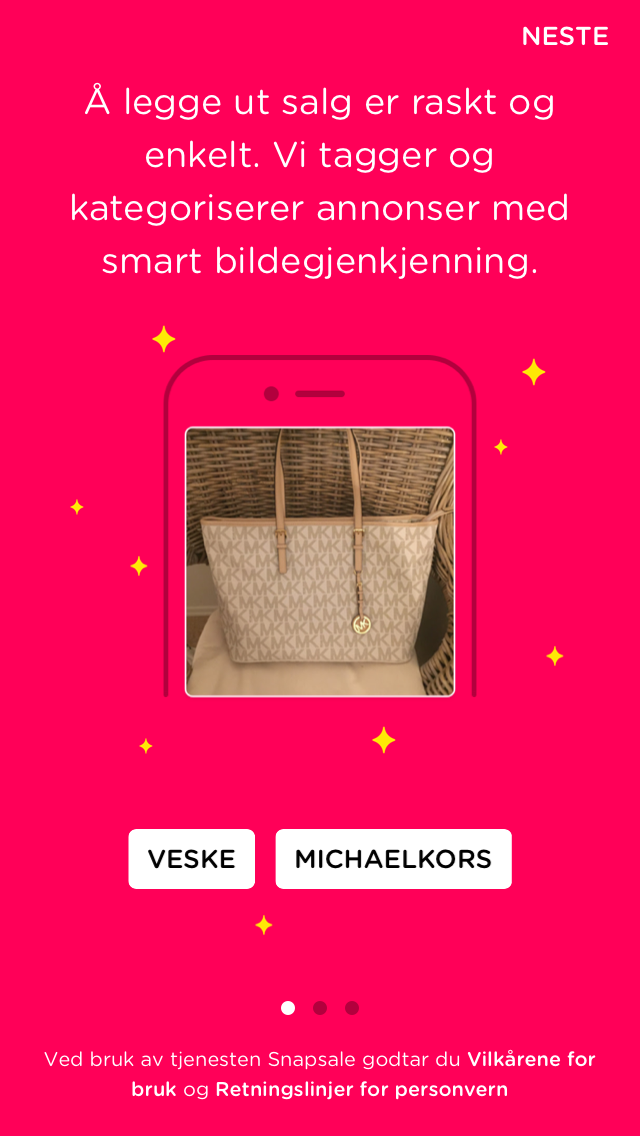 NESTE
Å legge ut salg er raskt og
enkelt. Vi tagger og
kategoriserer annonser med
smart bildegjenkjenning.
VESKE MICHAELKORS
Ved bruk av tjenesten Snapsale godtar du Vilkårene for
bruk og Retningslinjer for personvern